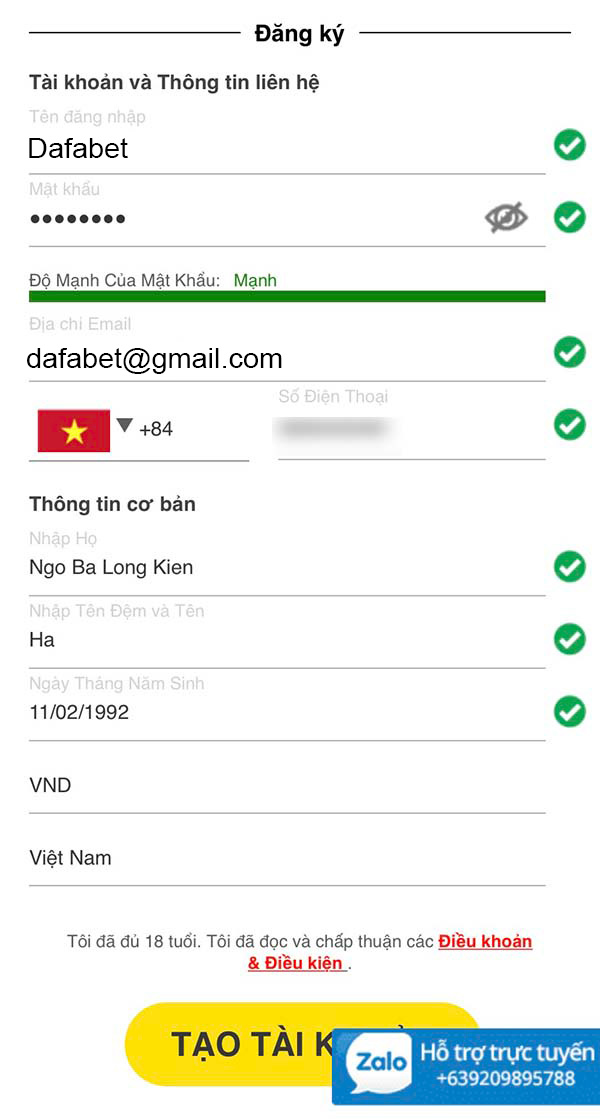 Đăng ký
Tài khoản và Thông tin liên hệ
Tên đăng nhập
Dafabet
Mật khẩu
••••••••
Độ Mạnh Của Mật Khẩu: Mạnh
Địa chỉ Email
dafabet@gmail.com
Số Điện Thoại
+84
Thông tin cơ bản
Nhập Họ
Ngo Ba Long Kien
Nhập Tên Đệm và Tên
Ha
Ngày Tháng Năm Sinh
11/02/1992
VND
Việt Nam
Tôi đã đủ 18 tuổi. Tôi đã đọc và chấp thuận các Điều khoản
& Điều kiện .
TẠO TÀI
Zalo
Hỗ trợ trực tuyến
+639209895788